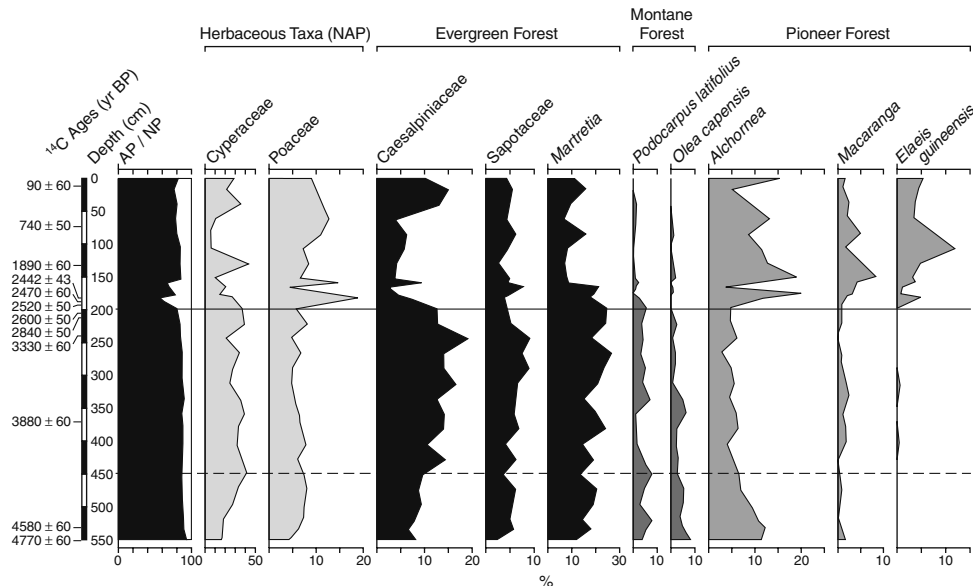 Herbaceous Taxa (NAP)
Evergreen Forest
Montane
Forest
Pioneer Forest
14C Ages (yr BP)
Depth (cm)
AP / NP
Cyperaceae
Poaceae
Caesalpiniaceae
Sapotaceae
Martretia
Podocarpus latifolius
Olea capensis
Alchornea
Macaranga
Elaeis
guineensis
90 ± 60
740 ± 50
1890 ± 60
2442 ± 43
2470 ± 60
2520 ± 50
2600 ± 50
2840 ± 50
3330 ± 60
3880 ± 60
4580 ± 60
4770 ± 60
0
50
100
150
200
250
300
350
400
450
500
550
0 100 50 10 20 10 20 10 10 20 30% 10 10 10 20 10 10
%